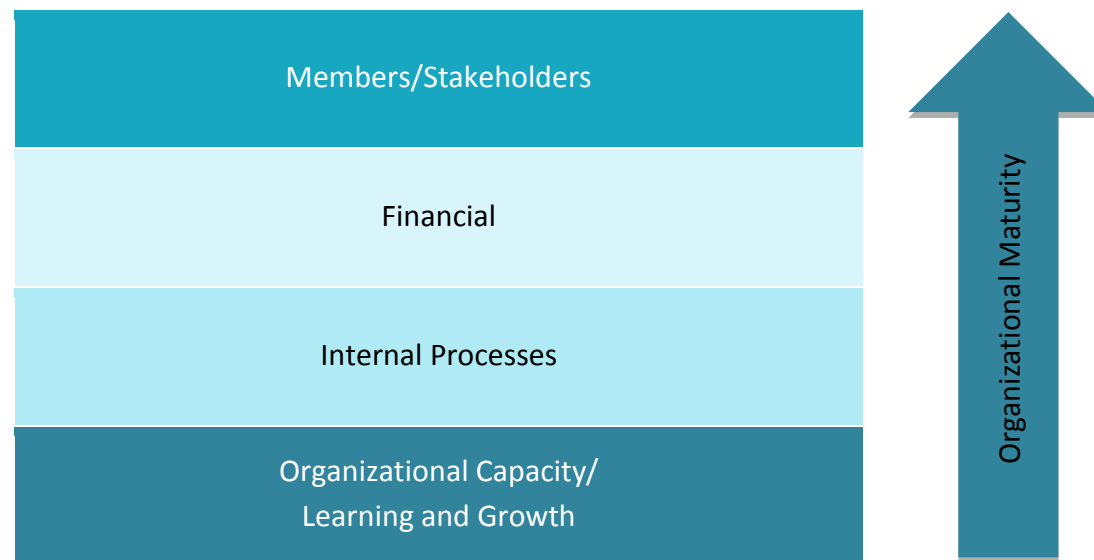 Members/Stakeholders
Financial
Internal Processes
Organizational Capacity/
Learning and Growth
Organizational Maturity